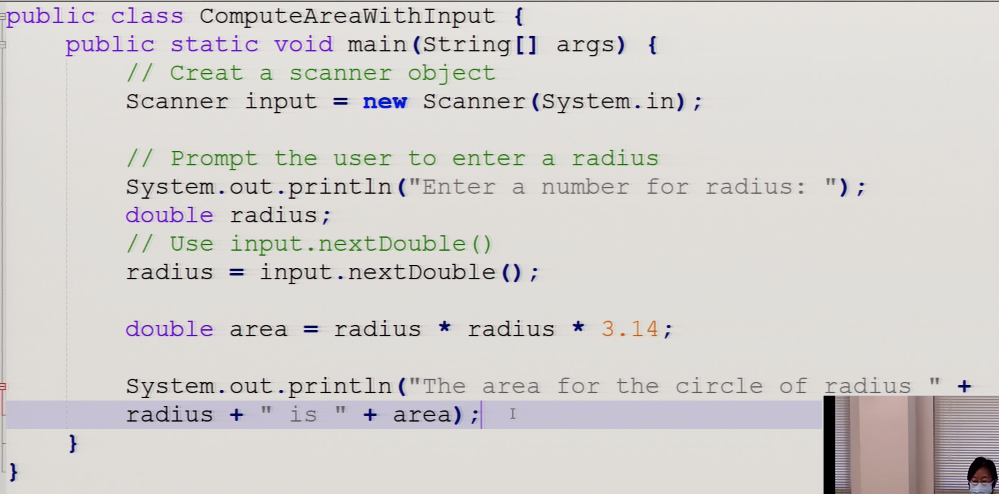 public class ComputeAreaWithInput {
public static void main(String[] args) {
// Creat a scanner object
Scanner input = new Scanner(System.in);
// Prompt the user to enter a radius
System.out.println("Enter a number for radius: ");
double radius;
// Use input.nextDouble()
radius = input.nextDouble();
double area = radius * radius * 3.14;
System.out.println("The area for the circle of radius " +
radius + " is " + area);
}
}